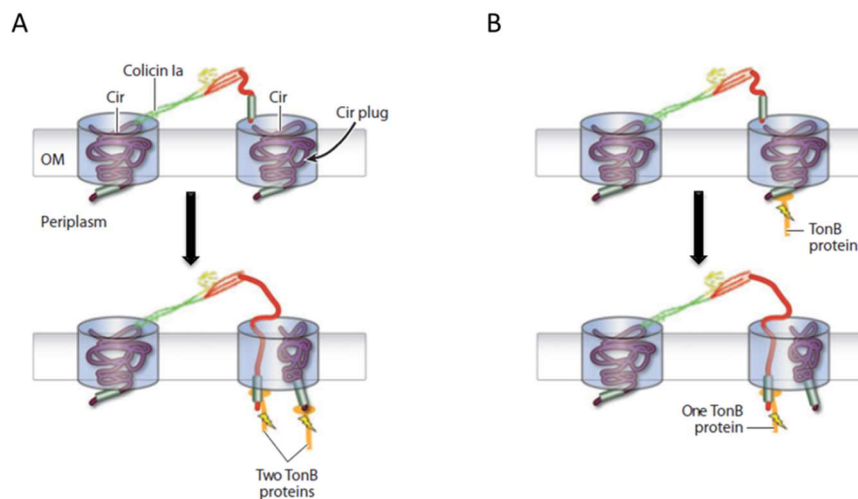 A
Colicin Ia
Cir
Cir
Cir plug
OM
Periplasm
Two TonB
proteins
B
TonB
protein
One TonB
protein